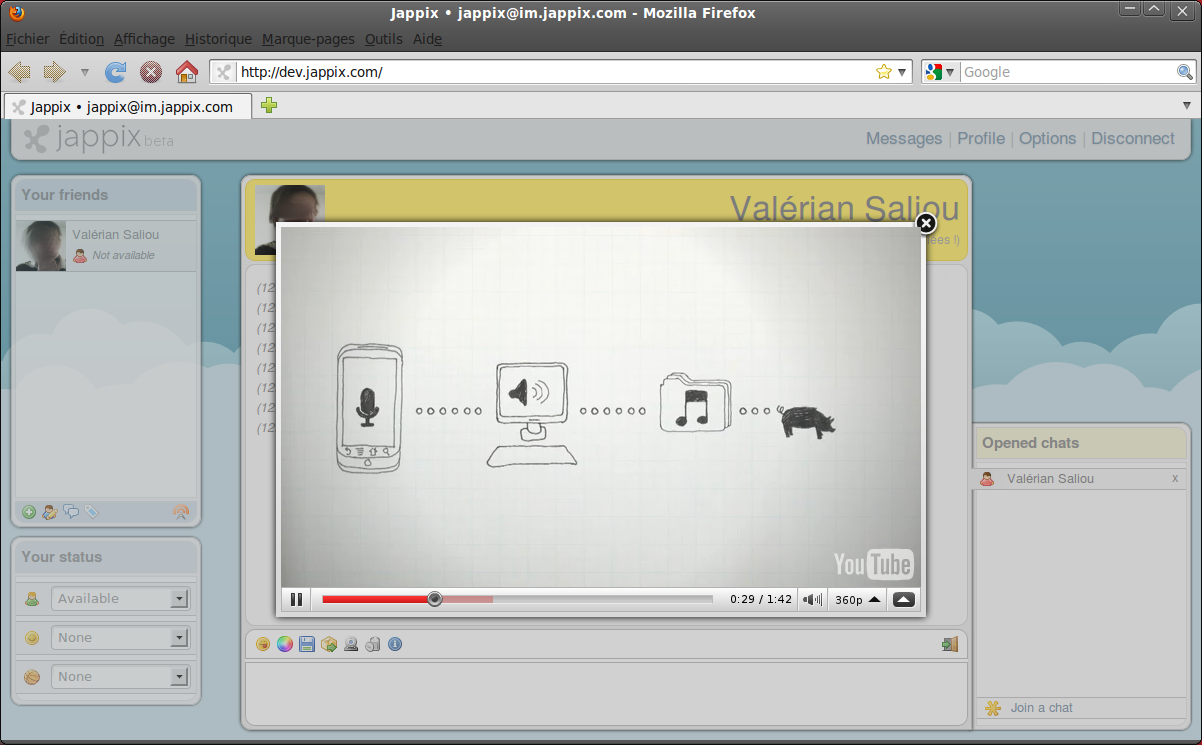 Jappix • jappix@im.jappix.com - Mozilla Firefox
Fichier Édition Affichage Historique Marque-pages Outils Aide
http://dev.jappix.com/
Google
Jappix • jappix@im.jappix.com
jappix beta
Messages | Profile | Options | Disconnect
Your friends
Valérian Saliou
Not available
Valérian Saliou
!)
(12
(12
(12
(12
(12
(12
(12
(12
YouTube
0:29 / 1:42
360p
Opened chats
Valérian Saliou x
Join a chat
Your status
Available
None
None